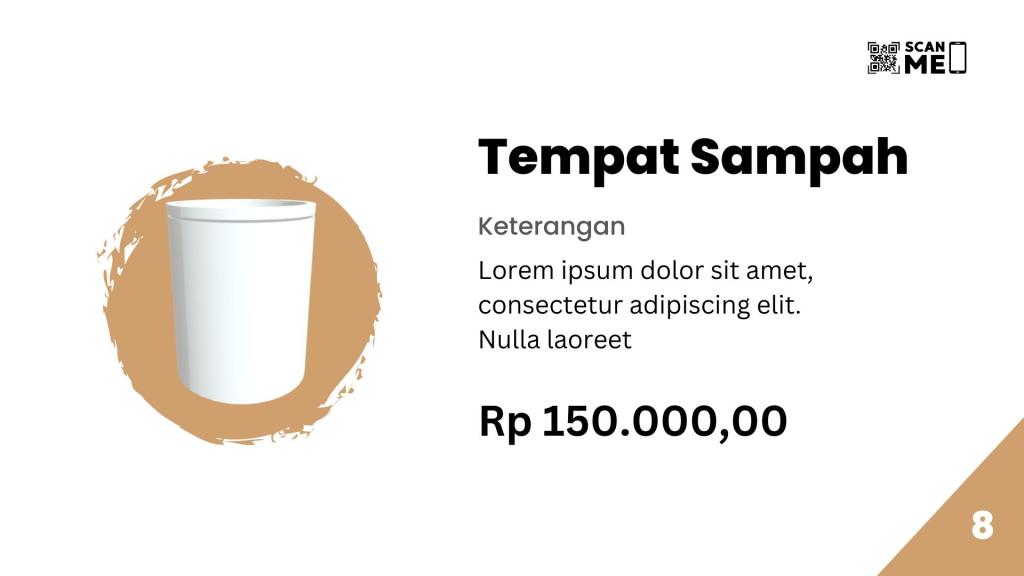 SCAN
ME
Tempat Sampah
Keterangan
Lorem ipsum dolor sit amet,
consectetur adipiscing elit.
Nulla laoreet
Rp 150.000,00
8